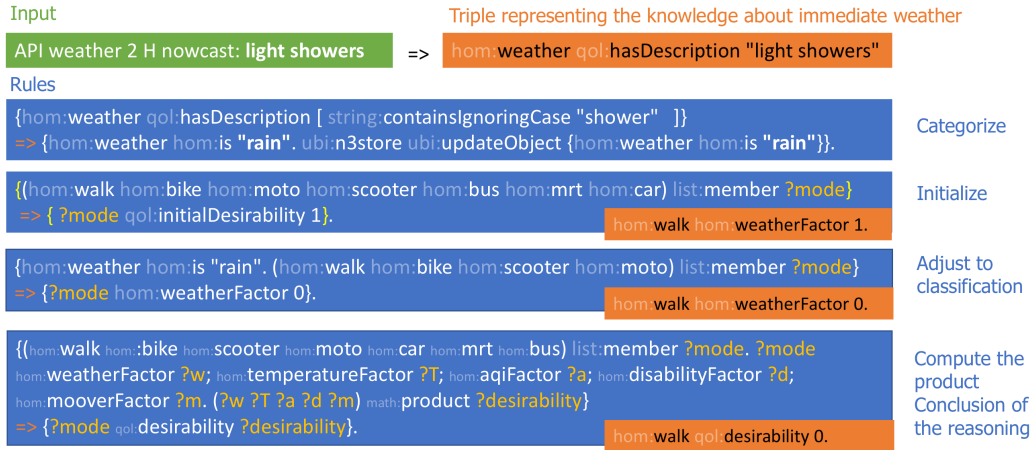 Input
Triple representing the knowledge about immediate weather
API weather 2 H nowcast: light showers
=>
hom:weather qol:hasDescription "light showers"
Rules
{hom:weather qol:hasDescription [ string:containsIgnoringCase "shower"   ]}
=> {hom:weather hom:is "rain". ubi:n3store ubi:updateObject {hom:weather hom:is "rain"}}.
Categorize
{(hom:walk hom:bike hom:moto hom:scooter hom:bus hom:mrt hom:car) list:member ?mode}
=> { ?mode qol:initialDesirability 1}.
Initialize
hom:walk hom:weatherFactor 1.
{hom:weather hom:is "rain". (hom:walk hom:bike hom:scooter hom:moto) list:member ?mode}
=> {?mode hom:weatherFactor 0}.
Adjust to
classification
hom:walk hom:weatherFactor 0.
{(hom:walk hom::bike hom:scooter hom:moto hom:car hom:mrt hom:bus) list:member ?mode. ?mode
hom:weatherFactor ?w; hom:temperatureFactor ?T; hom:aqiFactor ?a; hom:disabilityFactor ?d;
hom:mooverFactor ?m. (?w ?T ?a ?d ?m) math:product ?desirability}
=> {?mode qol:desirability ?desirability}.
Compute the
product
Conclusion of
the reasoning
hom:walk qol:desirability 0.